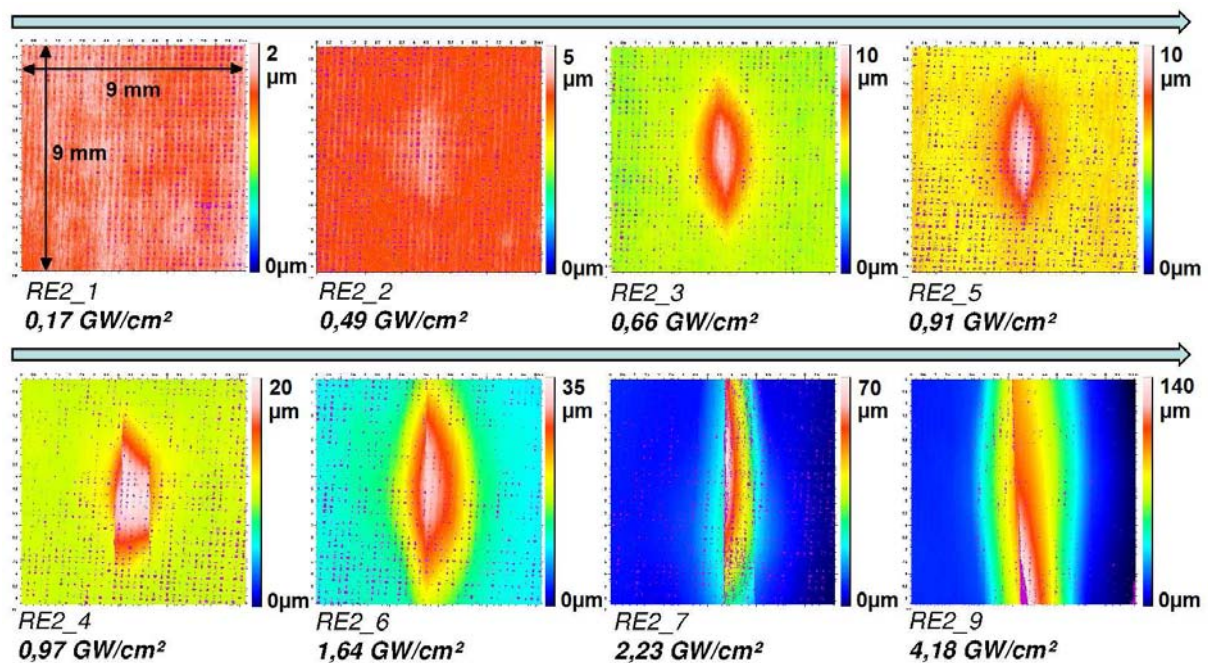 9 mm
9 mm
2
µm
0µm
5
µm
0µm
10
µm
0µm
10
µm
0µm
RE2_1
0,17 GW/cm²
RE2_2
0,49 GW/cm²
RE2_3
0,66 GW/cm²
RE2_5
0,91 GW/cm²
20
µm
0µm
35
µm
0µm
70
µm
0µm
140
µm
0µm
RE2_4
0,97 GW/cm²
RE2_6
1,64 GW/cm²
RE2_7
2,23 GW/cm²
RE2_9
4,18 GW/cm²